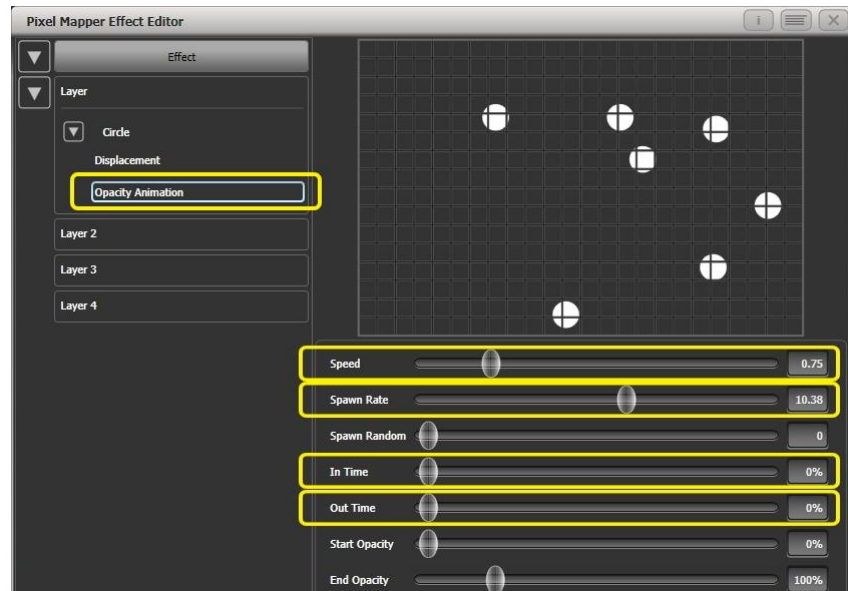 Pixel Mapper Effect Editor
i
Effect
Layer
Circle
Displacement
Opacity Animation
Layer 2
Layer 3
Layer 4
Speed 0.75
Spawn Rate 10.38
Spawn Random 0
In Time 0%
Out Time 0%
Start Opacity 0%
End Opacity 100%